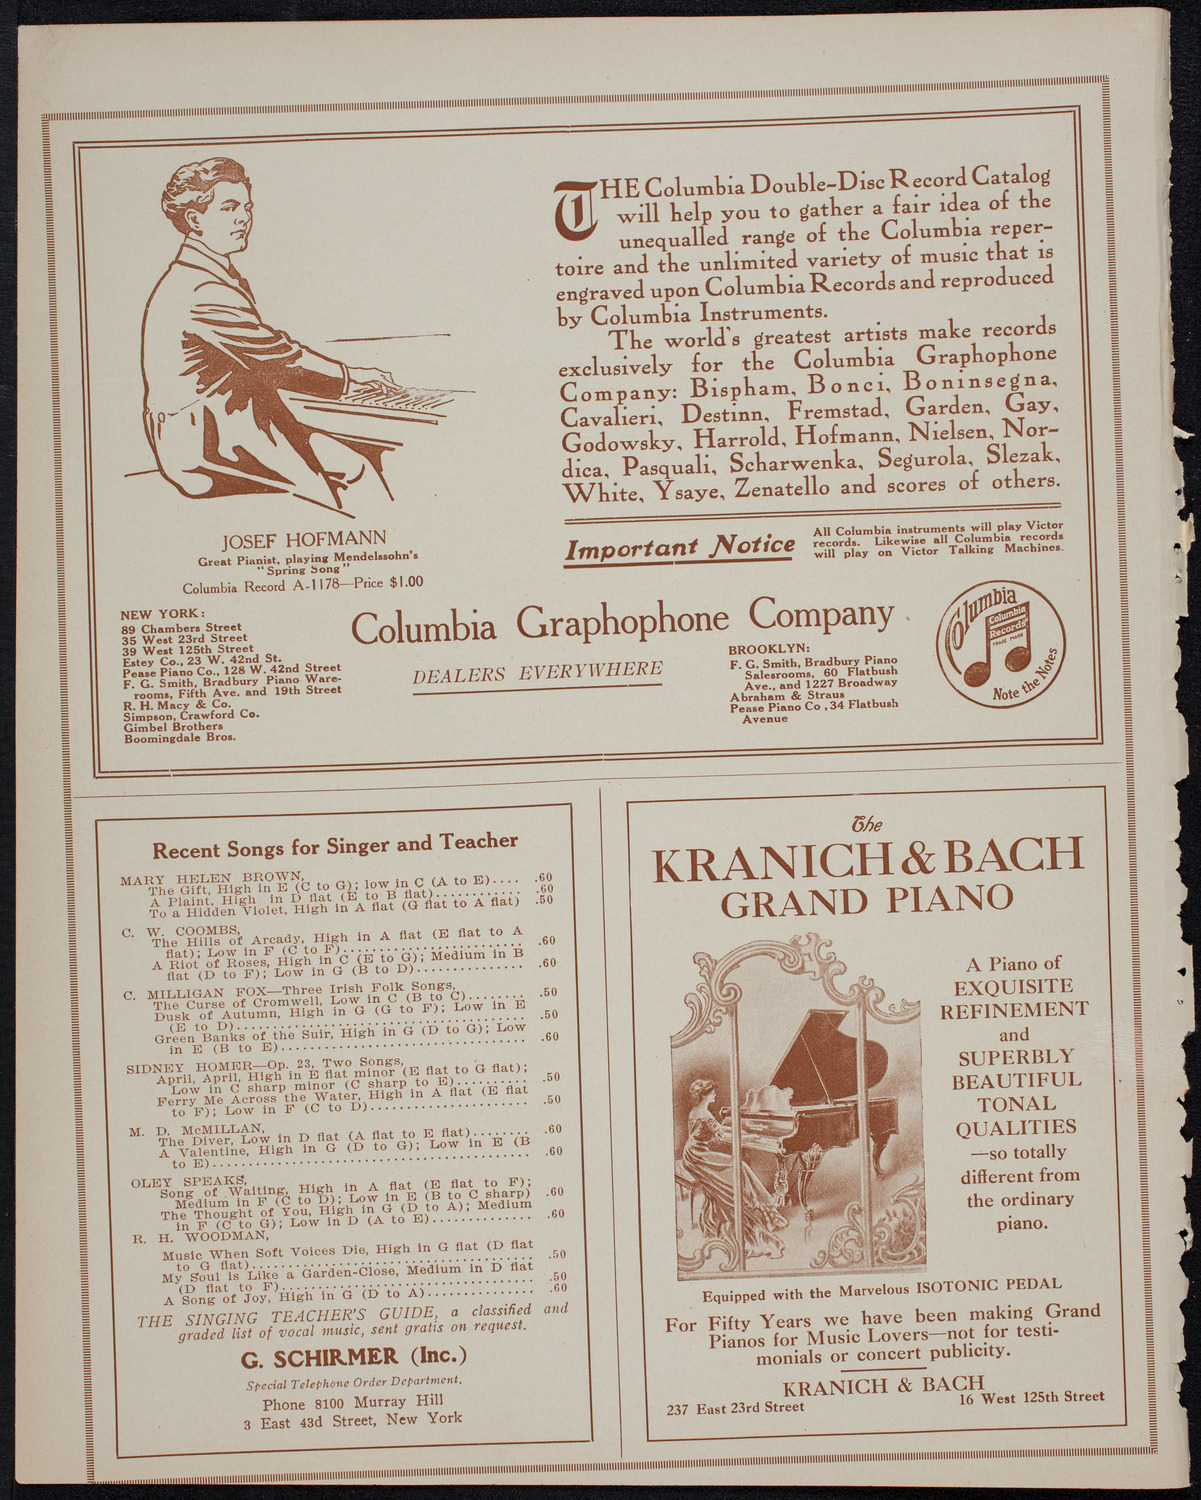 THE Columbia Double-Disc Record Catalog
will help you to gather a fair idea of the
unequalled range of the Columbia reper-
toire and the unlimited variety of music that is
engraved upon Columbia Records and reproduced
by Columbia Instruments.
The world's greatest artists make records
exclusively for the Columbia Graphophone
Company: Bispham, Bonci, Boninsegna,
Cavalieri, Destinn, Fremstad, Garden, Gay,
Godowsky, Harrold, Hofmann, Nielsen, Nor-
dica, Pasquali, Scharwenka, Segurola, Slezak,
White, Ysaye, Zenatello and scores of others.
JOSEF HOFMANN
Great Pianist, playing Mendelssohn's
"Spring Song"
Columbia Record A-1178—Price $1.00
Important Notice
All Columbia instruments will play Victor
records. Likewise all Columbia records
will play on Victor Talking Machines.
NEW YORK:
89 Chambers Street
35 West 23rd Street
39 West 125th Street
Estey Co., 23 W. 42nd St.
Pease Piano Co., 128 W. 42nd Street
F. G. Smith, Bradbury Piano Ware-
rooms, Fifth Ave. and 19th Street
R. H. Macy & Co.
Simpson, Crawford Co.
Gimbel Brothers
Boomingdale Bros.
Columbia Graphophone Company
DEALERS EVERYWHERE
BROOKLYN:
F. G. Smith, Bradbury Piano
Salesrooms, 60 Flatbush
Ave., and 1227 Broadway
Abraham & Straus
Pease Piano Co., 34 Flatbush
Avenue
Columbia
Columbia
Records
TRADE MARK
Note the Notes
Recent Songs for Singer and Teacher
MARY HELEN BROWN,
The Gift, High in E (C to G); low in C (A to E).... .60
A Plaint, High in D flat (E to B flat)............ .60
To a Hidden Violet, High in A flat (G flat to A flat) .50
C. W. COOMBS,
The Hills of Arcady, High in A flat (E flat to A
flat); Low in F (C to F)........................ .60
A Riot of Roses, High in C (E to G); Medium in B
flat (D to F); Low in G (B to D)............... .60
C. MILLIGAN FOX—Three Irish Folk Songs,
The Curse of Cromwell, Low in C (B to C)........ .50
Dusk of Autumn, High in G (G to F); Low in E
(E to D)....................................... .50
Green Banks of the Suir, High in G (D to G); Low
in E (B to E).................................. .60
SIDNEY HOMER—Op. 23, Two Songs,
April, April, High in E flat minor (E flat to G flat);
Low in C sharp minor (C sharp to E).......... .50
Ferry Me Across the Water, High in A flat (E flat
to F); Low in F (C to D)...................... .50
M. D. McMILLAN,
The Diver, Low in D flat (A flat to E flat)........ .60
A Valentine, High in G (D to G); Low in E (B
to E).......................................... .60
OLEY SPEAKS,
Song of Waiting, High in A flat (E flat to F);
Medium in F (C to D); Low in E (B to C sharp) .60
The Thought of You, High in G (D to A); Medium
in F (C to G); Low in D (A to E).............. .60
R. H. WOODMAN,
Music When Soft Voices Die, High in G flat (D flat
to G flat)...................................... .50
My Soul is Like a Garden-Close, Medium in D flat
(D flat to F)................................... .50
A Song of Joy, High in G (D to A)............... .60
THE SINGING TEACHER'S GUIDE, a classified and
graded list of vocal music, sent gratis on request.
G. SCHIRMER (Inc.)
Special Telephone Order Department.
Phone 8100 Murray Hill
3 East 43d Street, New York
The
KRANICH & BACH
GRAND PIANO
A Piano of
EXQUISITE
REFINEMENT
and
SUPERBLY
BEAUTIFUL
TONAL
QUALITIES
—so totally
different from
the ordinary
piano.
Equipped with the Marvelous ISOTONIC PEDAL
For Fifty Years we have been making Grand
Pianos for Music Lovers—not for testi-
monials or concert publicity.
KRANICH & BACH
237 East 23rd Street 16 West 125th Street